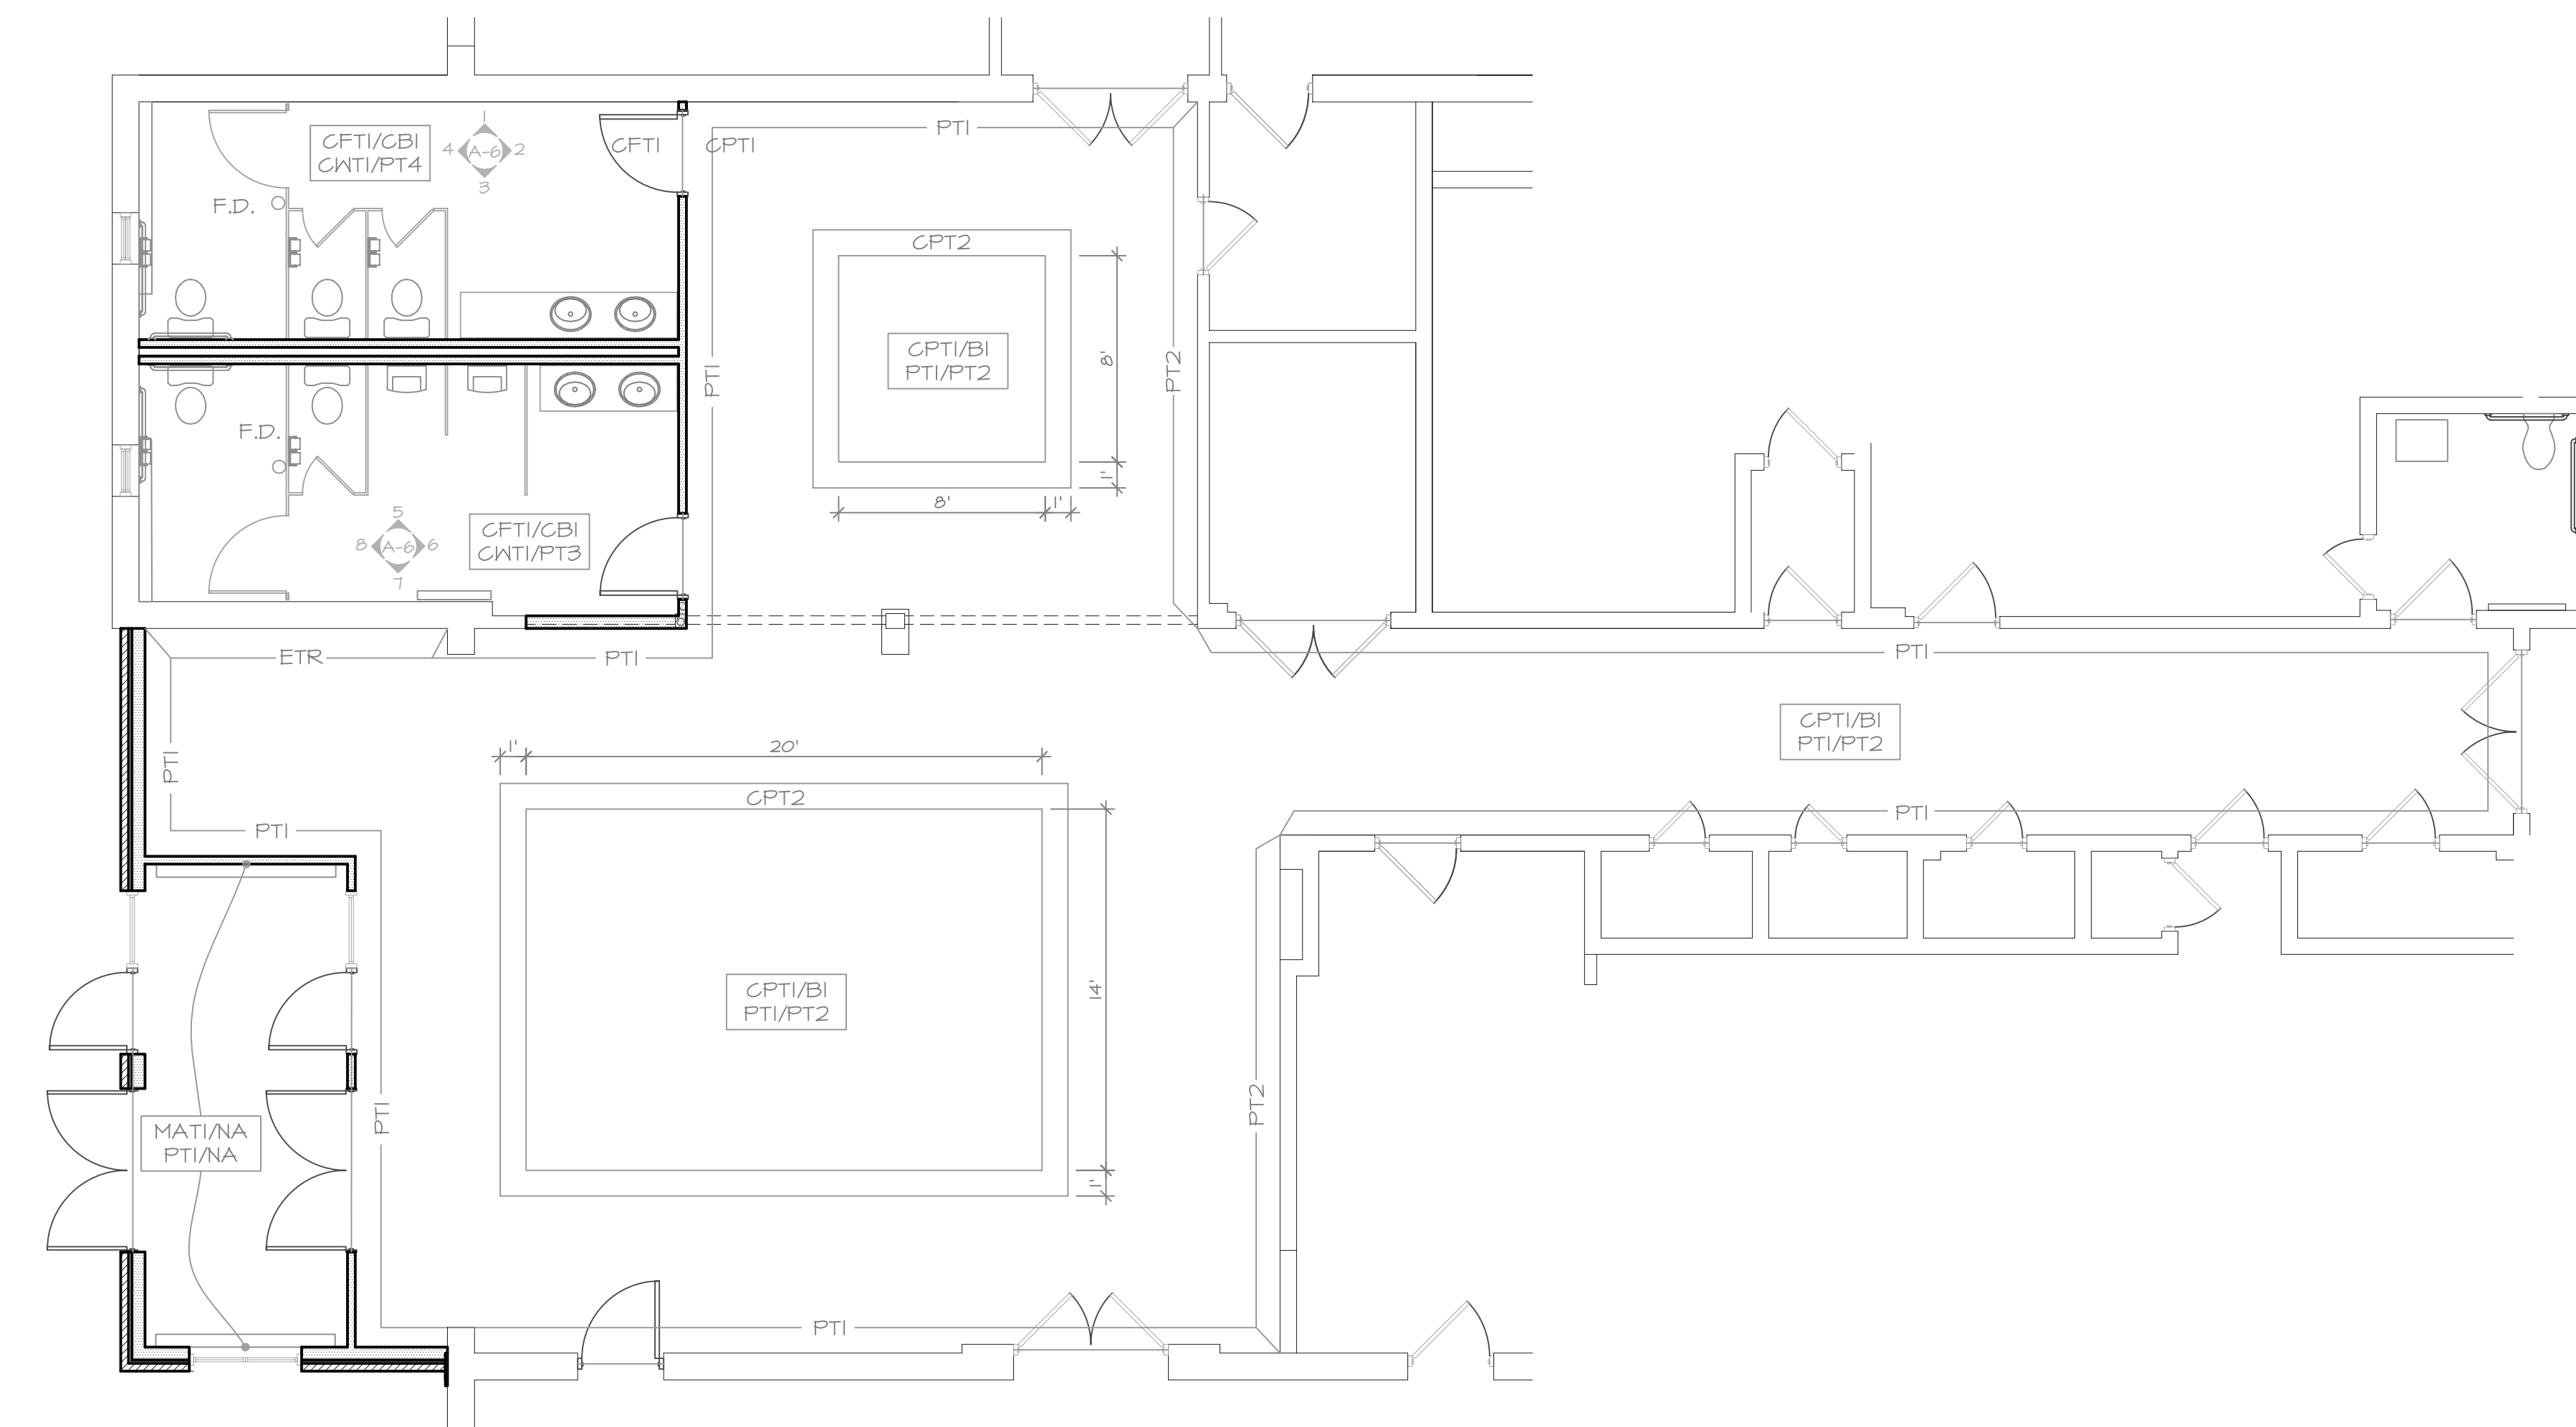 CFT1/CB1
CWT1/PT4
1
4 A-6 2
3
CFT1
CPT1
PT1
F.D.
CPT2
CPT1/B1
PT1/PT2
8'
1'
8'
1'
PT1
PT2
F.D.
5
8 A-6 6
7
CFT1/CB1
CWT1/PT3
ETR
PT1
PT1
CPT1/B1
PT1/PT2
1'
20'
PT1
CPT2
PT1
PT1
CPT1/B1
PT1/PT2
14'
1'
PT1
PT2
MAT1/NA
PT1/NA
PT1